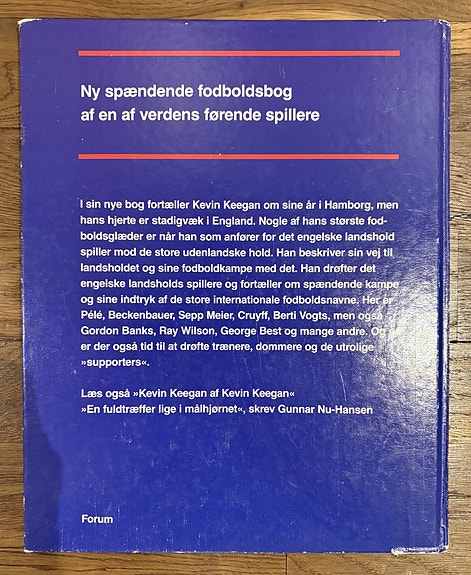 Ny spændende fodboldsbog
af en af verdens førende spillere
I sin nye bog fortæller Kevin Keegan om sine år i Hamborg, men
hans hjerte er stadigvæk i England. Nogle af hans største fod-
boldsglæder er når han som anfører for det engelske landshold
spiller mod de store udenlandske hold. Han beskriver sin vej til
landsholdet og sine fodboldkampe med det. Han drøfter det
engelske landsholds spillere og fortæller om spændende kampe
og sine indtryk af de store internationale fodboldsnavne. Her er
Pélé, Beckenbauer, Sepp Meier, Cruyff, Berti Vogts, men også
Gordon Banks, Ray Wilson, George Best og mange andre. Og
er der også tid til at drøfte trænere, dommere og de utrolige
»supporters«.
Læs også »Kevin Keegan af Kevin Keegan«
»En fuldtræffer lige i målhjørnet«, skrev Gunnar Nu-Hansen
Forum